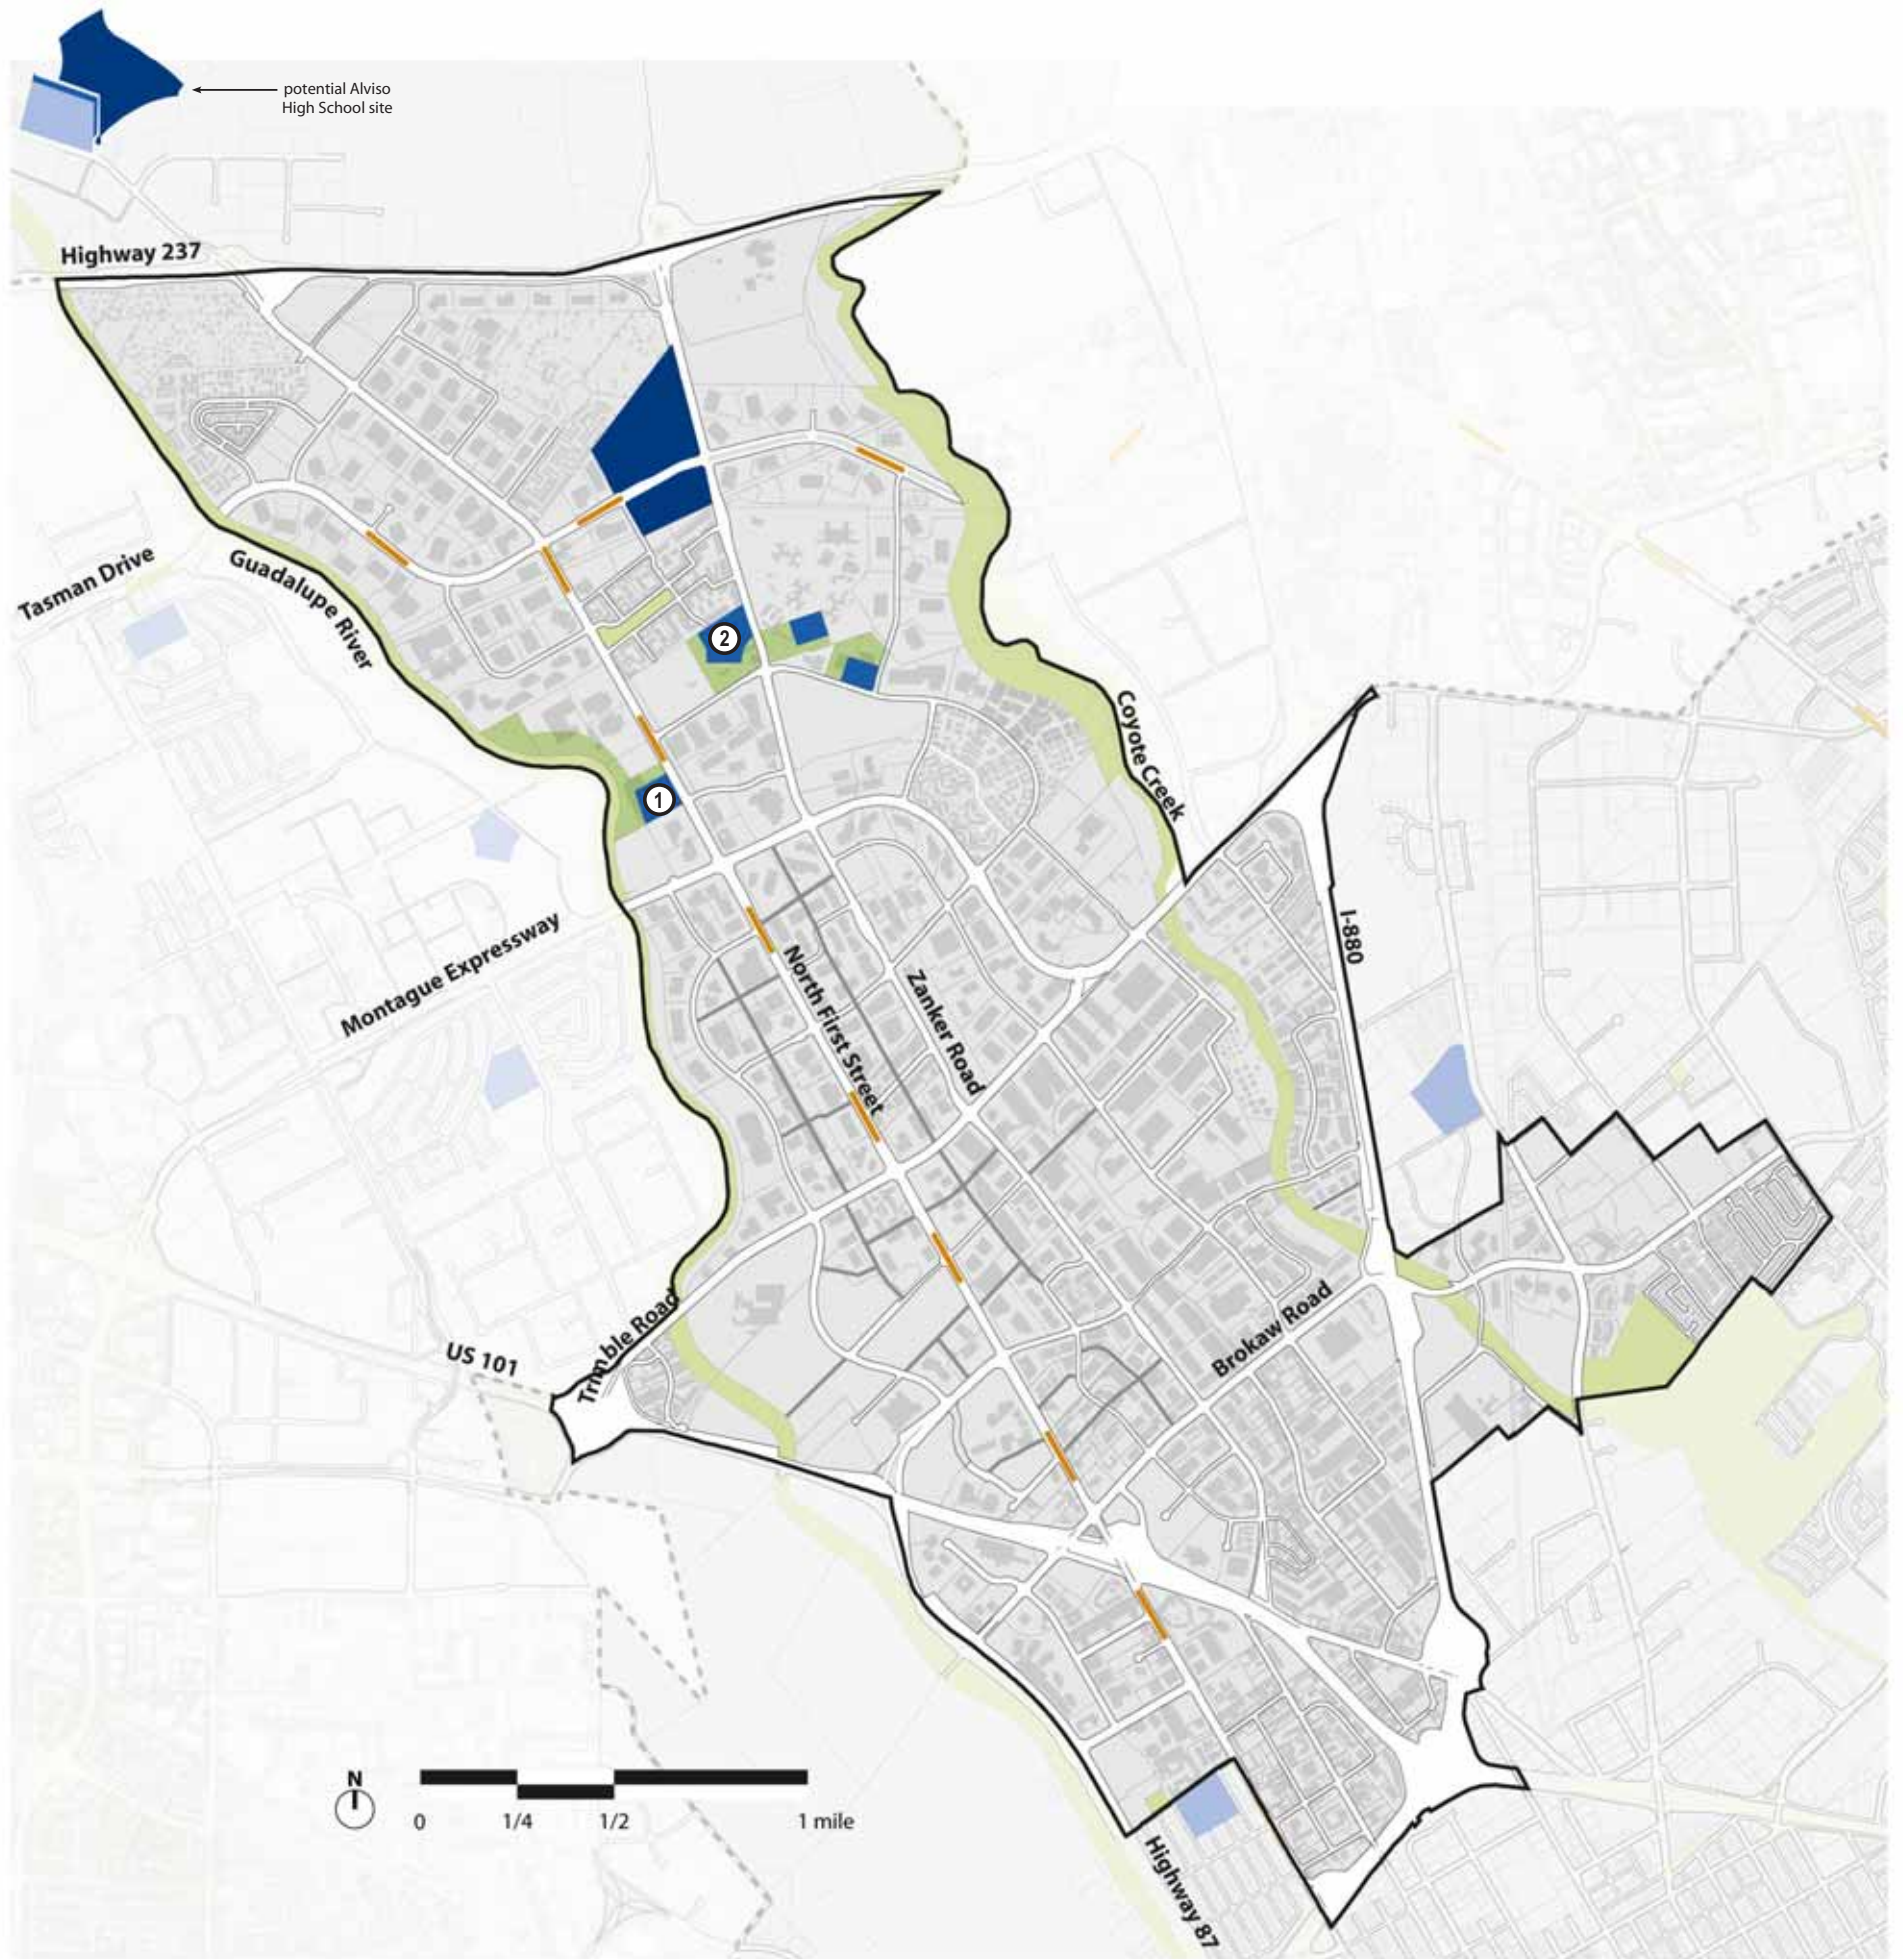 potential Alviso
High School site
Highway 237
Tasman Drive
Guadalupe River
2
Coyote Creek
1
I-880
Montague Expressway
North First Street
Zanker Road
Trimble Road
Brokaw Road
US 101
N
0
1/4
1/2
1 mile
Highway 87